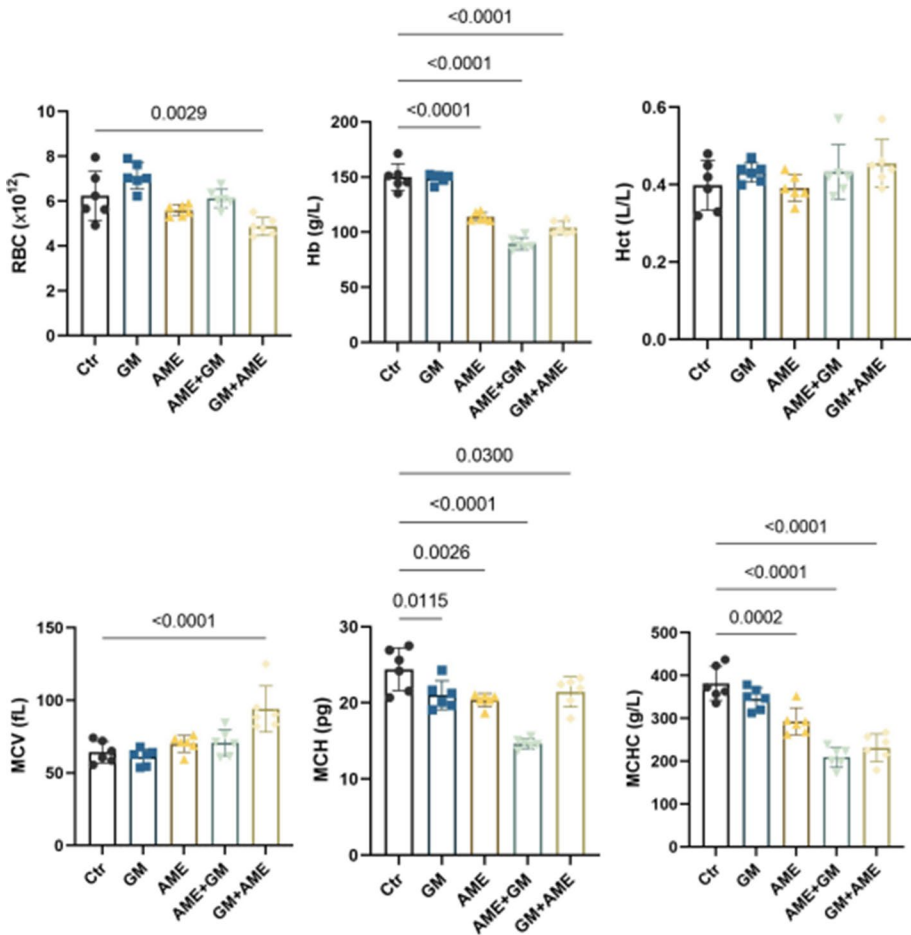 <0.0001
<0.0001
<0.0001
0.0029
RBC (x10¹²)
10
8
6
4
2
0
Ctr
GM
AME
AME+GM
GM+AME
Hb (g/L)
200
150
100
50
0
Ctr
GM
AME
AME+GM
GM+AME
Hct (L/L)
0.6
0.4
0.2
0.0
Ctr
GM
AME
AME+GM
GM+AME
<0.0001
MCV (fL)
150
100
50
0
Ctr
GM
AME
AME+GM
GM+AME
0.0300
<0.0001
0.0026
0.0115
MCH (pg)
30
20
10
0
Ctr
GM
AME
AME+GM
GM+AME
<0.0001
<0.0001
0.0002
MCHC (g/L)
500
400
300
200
100
0
Ctr
GM
AME
AME+GM
GM+AME